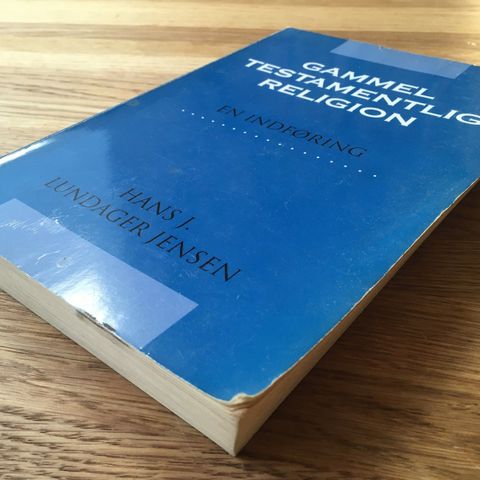 GAMMEL
TESTAMENTLIG
RELIGION
EN INDFØRING
HANS J.
LUNDAGER JENSEN